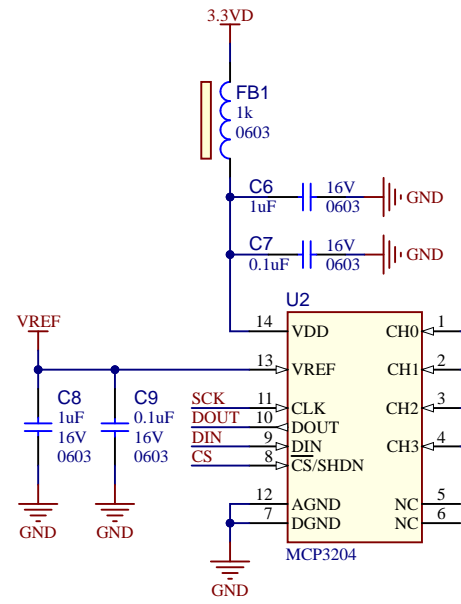 3.3VD
FB1
1k
0603
C6
1uF
16V
0603
GND
C7
0.1uF
16V
0603
GND
U2
VREF
14 VDD CH0 1
13 VREF CH1 2
SCK 11 CLK CH2 3
DOUT 10 DOUT
DIN 9 DIN CH3 4
CS 8 CS/SHDN
12 AGND NC 5
7 DGND NC 6
MCP3204
C8
1uF
16V
0603
C9
0.1uF
16V
0603
GND
GND
GND